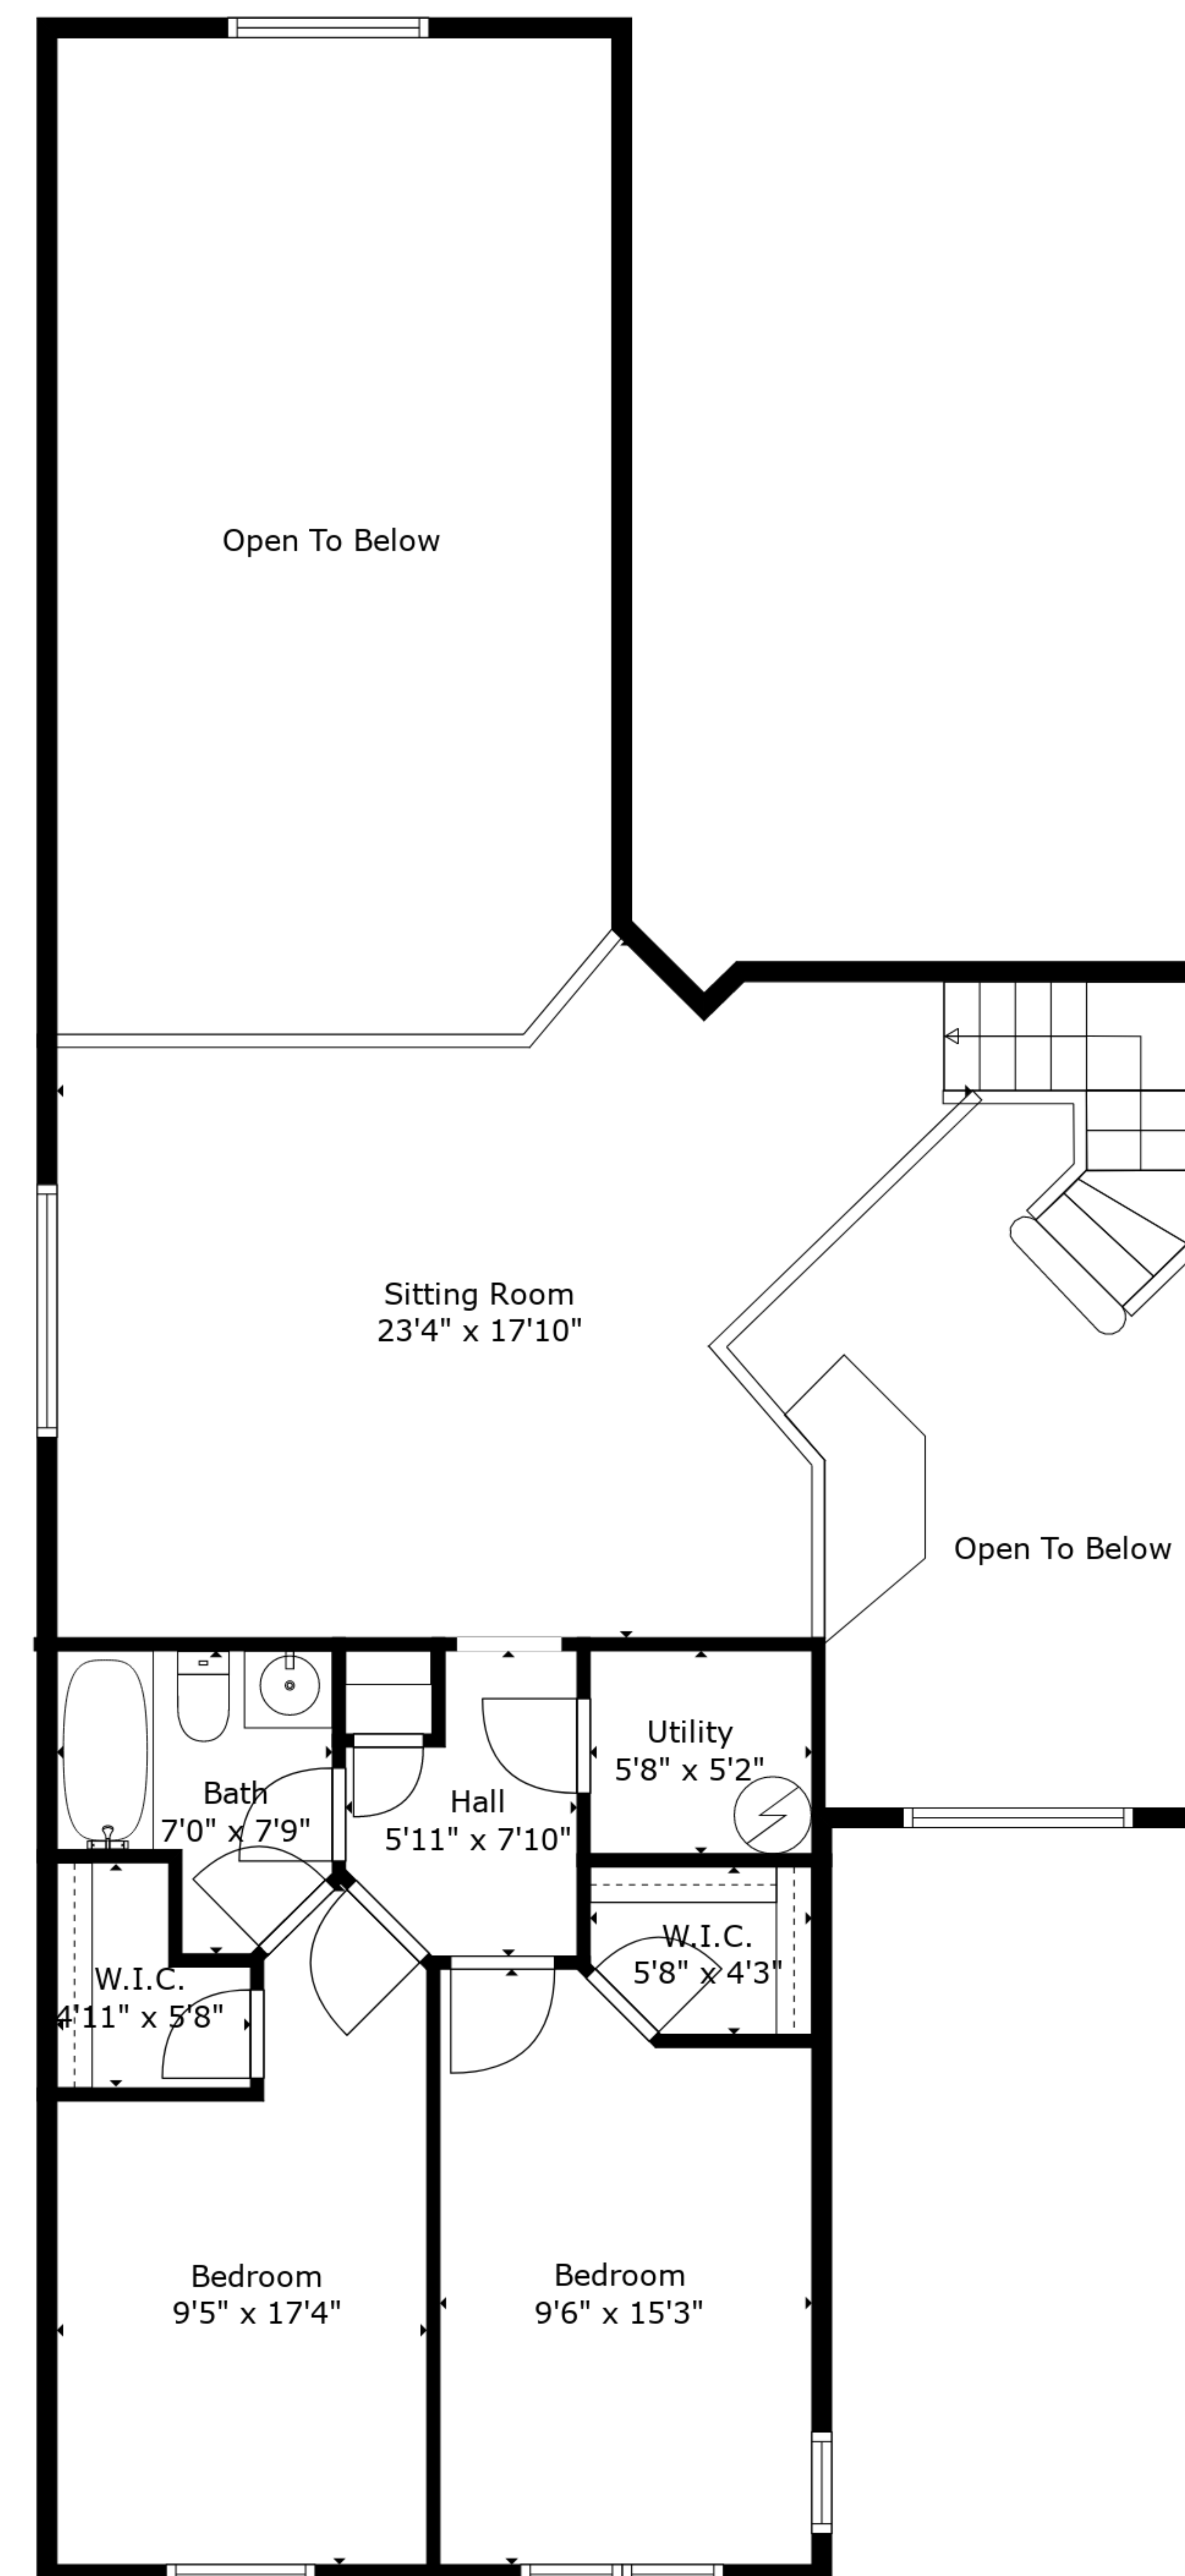 Open To Below
Sitting Room
23'4" x 17'10"
Open To Below
Utility
5'8" x 5'2"
Bath
7'0" x 7'9"
Hall
5'11" x 7'10"
W.I.C.
5'8" x 4'3"
W.I.C.
4'11" x 5'8"
Bedroom
9'5" x 17'4"
Bedroom
9'6" x 15'3"